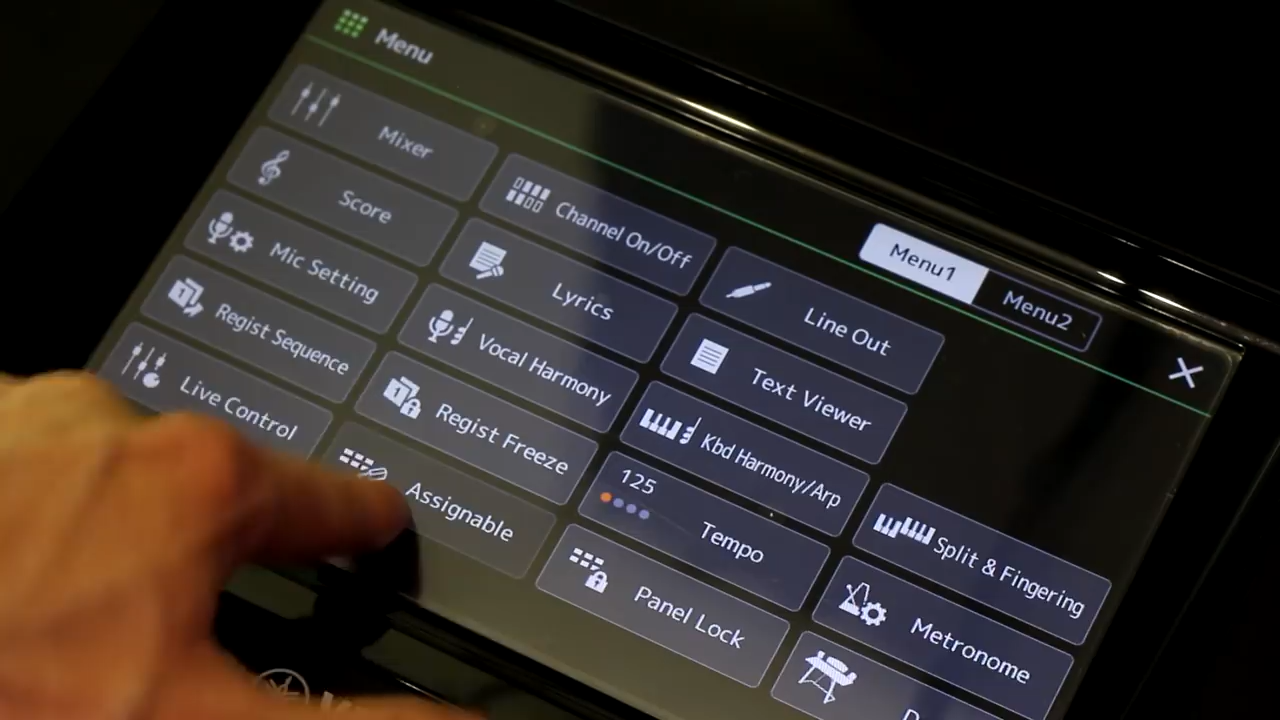 Menu
Menu1
Menu2
Mixer
Channel On/Off
Line Out
Score
Lyrics
Text Viewer
Mic Setting
Vocal Harmony
Kbd Harmony/Arp
Split & Fingering
Regist Sequence
Regist Freeze
125
Tempo
Metronome
Live Control
Assignable
Panel Lock